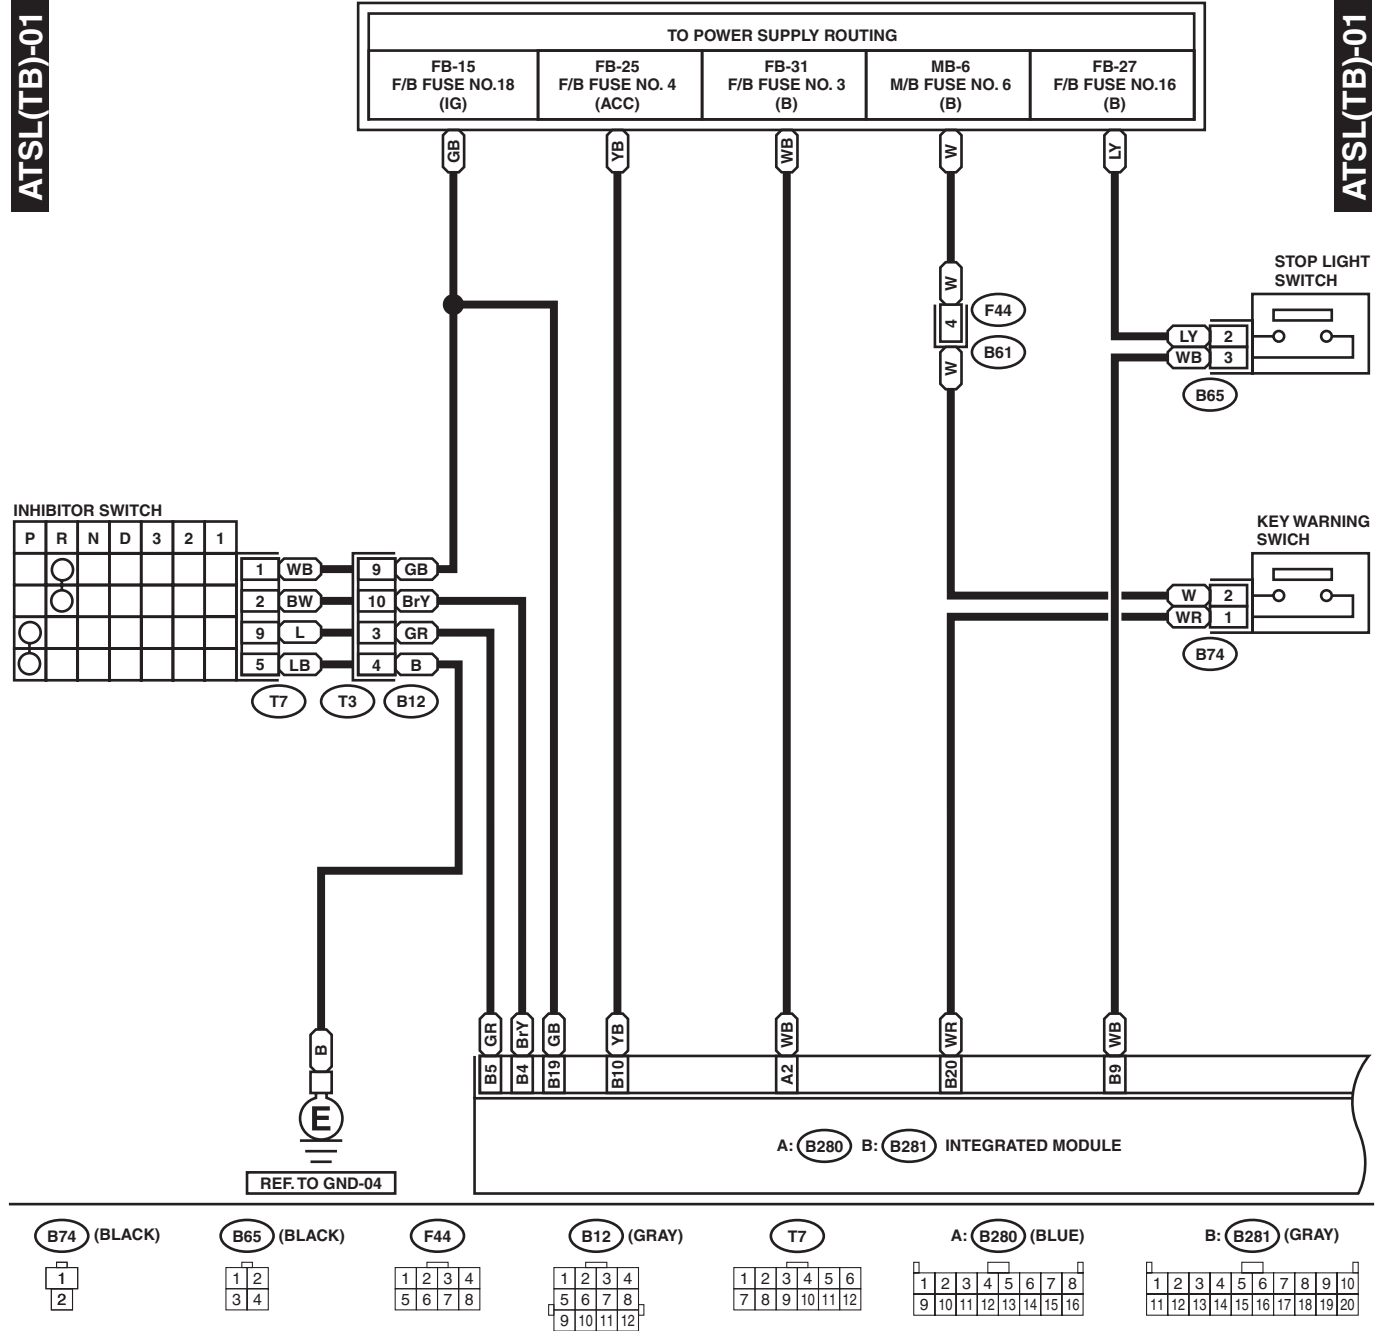 ATSL(TB)-01
ATSL(TB)-01
TO POWER SUPPLY ROUTING
FB-15
F/B FUSE NO.18
(IG)
FB-25
F/B FUSE NO. 4
(ACC)
FB-31
F/B FUSE NO. 3
(B)
MB-6
M/B FUSE NO. 6
(B)
FB-27
F/B FUSE NO.16
(B)
GB
YB
WB
W
LY
W
4
F44
B61
W
STOP LIGHT
SWITCH
LY 2
WB 3
B65
INHIBITOR SWITCH
P R N D 3 2 1
1 WB 9 GB
2 BW 10 BrY
9 L 3 GR
5 LB 4 B
T7 T3 B12
KEY WARNING
SWICH
W 2
WR 1
B74
B
E
REF. TO GND-04
GR BrY GB YB WB WR WB
B5 B4 B19 B10 A2 B20 B9
A: B280 B: B281 INTEGRATED MODULE
B74 (BLACK)
1
2
B65 (BLACK)
1 2
3 4
F44
1 2 3 4
5 6 7 8
B12 (GRAY)
1 2 3 4
5 6 7 8
9 10 11 12
T7
1 2 3 4 5 6
7 8 9 10 11 12
A: B280 (BLUE)
1 2 3 4 5 6 7 8
9 10 11 12 13 14 15 16
B: B281 (GRAY)
1 2 3 4 5 6 7 8 9 10
11 12 13 14 15 16 17 18 19 20